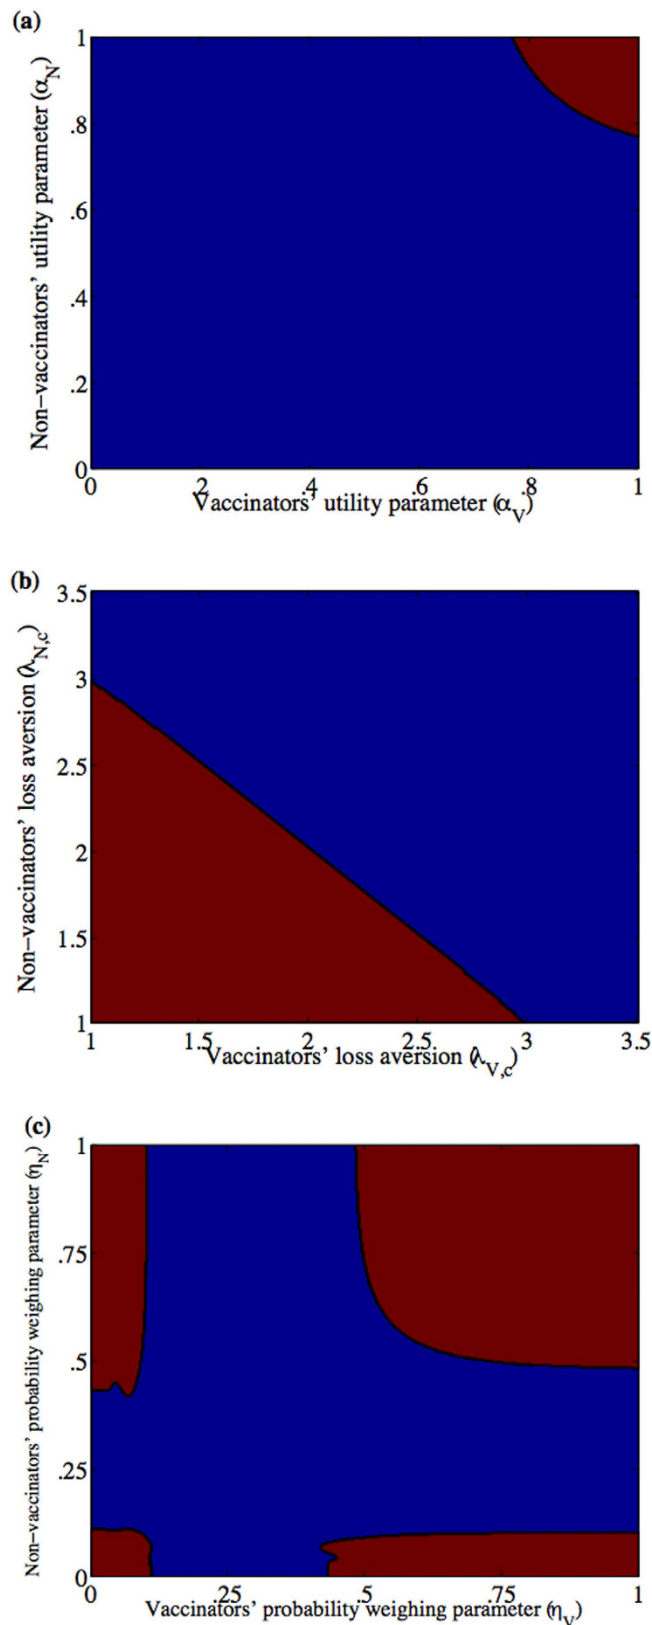 (a)
1
.8
.6
.4
.2
0
Non−vaccinators' utility parameter (α_N)
0 .2 .4 .6 .8 1
Vaccinators' utility parameter (α_V)
(b)
3.5
3
2.5
2
1.5
1
Non−vaccinators' loss aversion (λ_N,c)
1 1.5 2 2.5 3 3.5
Vaccinators' loss aversion (λ_V,c)
(c)
1
.75
.5
.25
0
Non−vaccinators' probability weighing parameter (η_N)
0 .25 .5 .75 1
Vaccinators' probability weighing parameter (η_V)